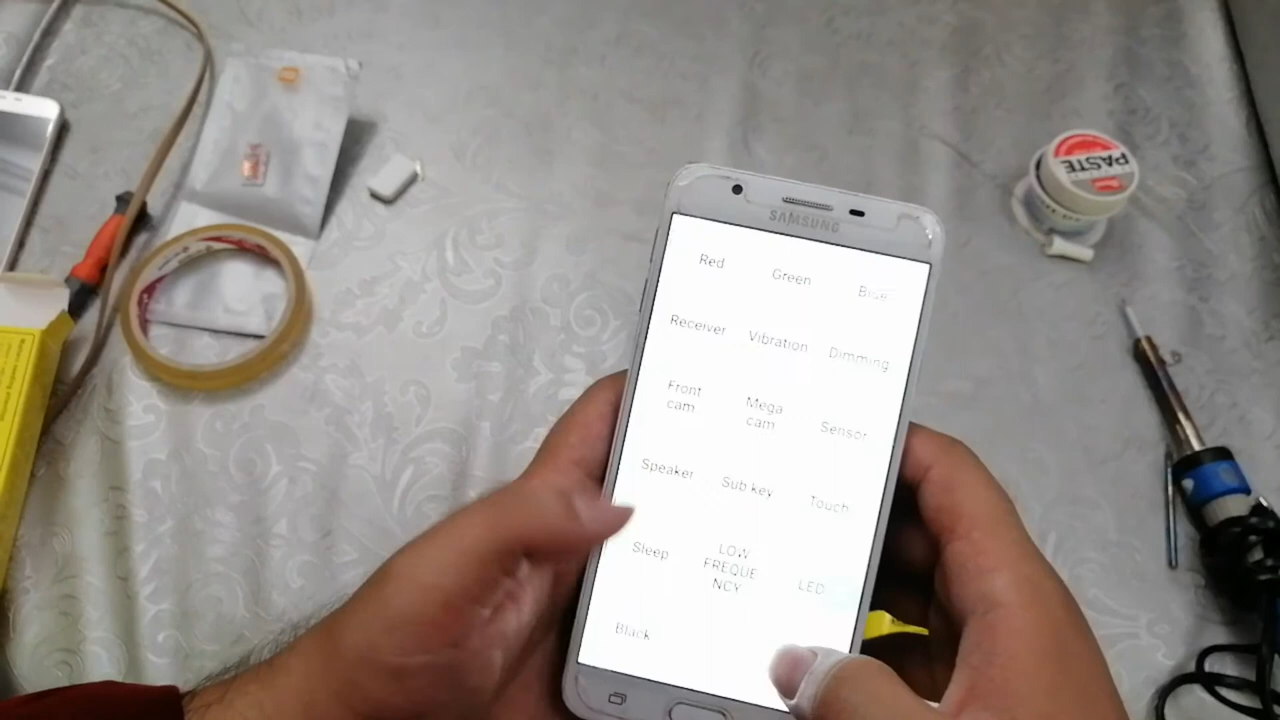 SAMSUNG
Red
Green
Blue
Receiver
Vibration
Dimming
Front
cam
Mega
cam
Sensor
Speaker
Sub key
Touch
Sleep
LOW
FREQUE
NCY
LED
Black
PASTE